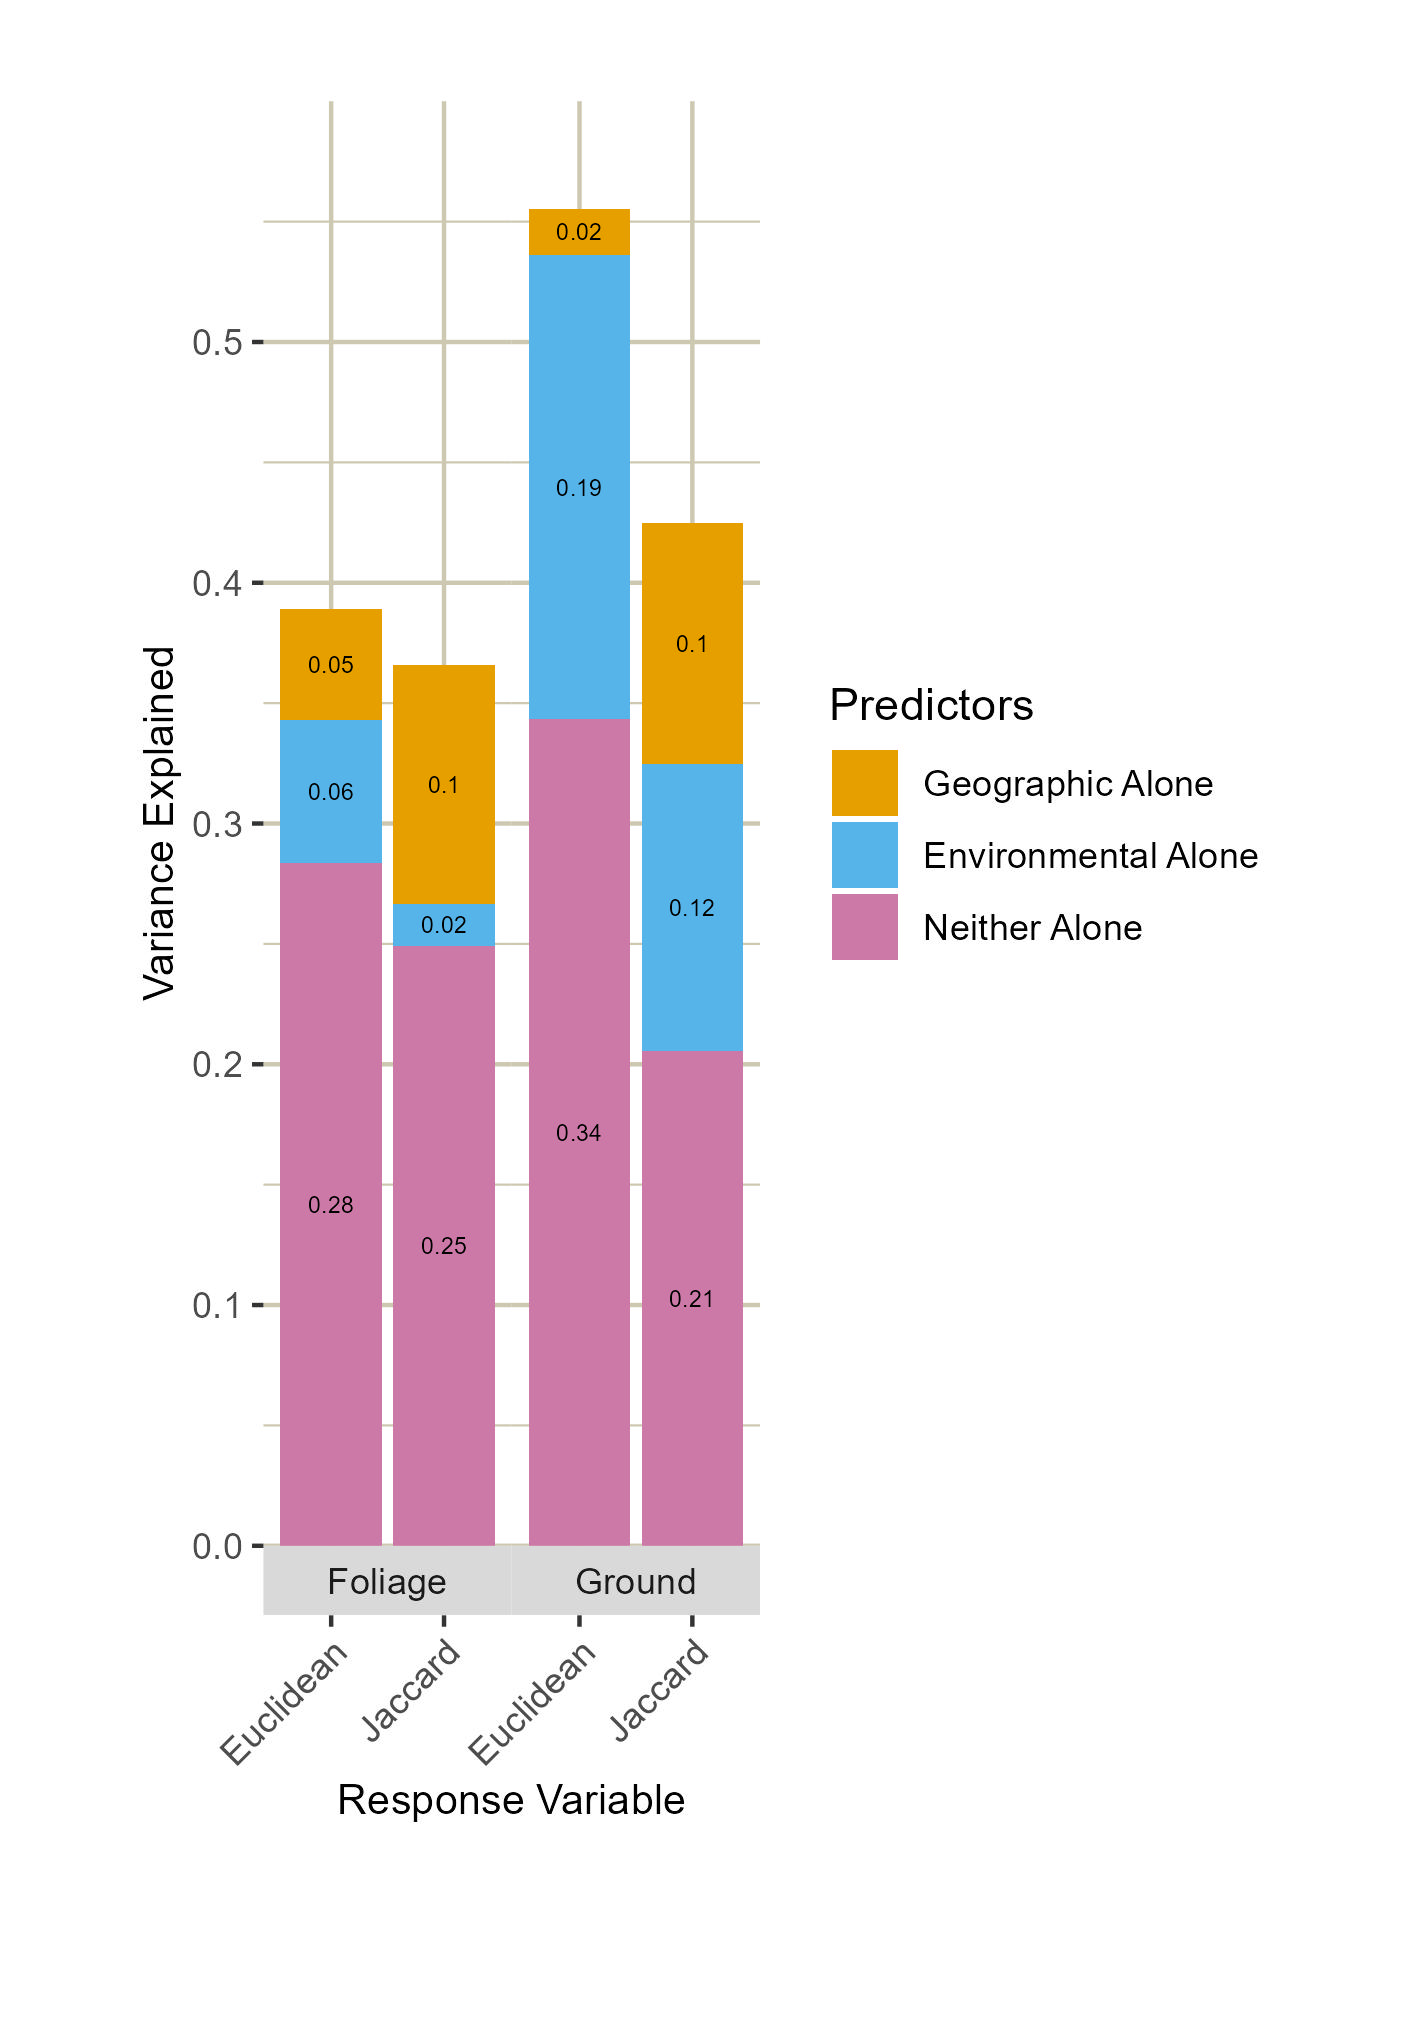 0.02
0.5
0.19
0.4
0.05
0.1
0.1
0.06
0.02
0.12
0.3
0.2
0.34
0.28
0.25
0.21
0.1
0.0
Variance Explained
Foliage
Ground
Euclidean
Jaccard
Euclidean
Jaccard
Response Variable
Predictors
Geographic Alone
Environmental Alone
Neither Alone